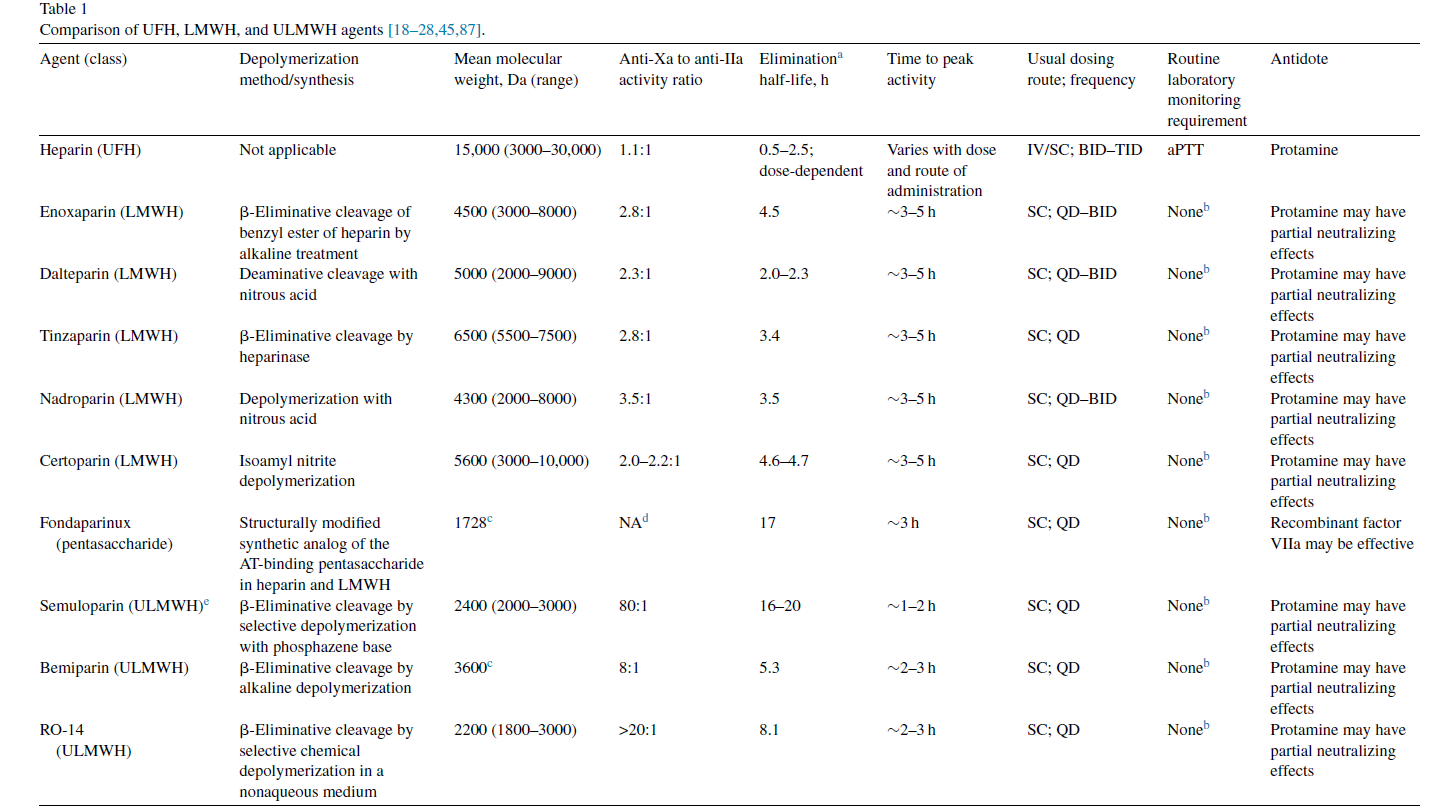 Table 1
Comparison of UFH, LMWH, and ULMWH agents [18–28,45,87].
Agent (class) Depolymerization method/synthesis Mean molecular weight, Da (range) Anti-Xa to anti-IIa activity ratio Eliminationa half-life, h Time to peak activity Usual dosing route; frequency Routine laboratory monitoring requirement Antidote
Heparin (UFH) Not applicable 15,000 (3000–30,000) 1.1:1 0.5–2.5; Varies with dose IV/SC; BID–TID aPTT Protamine
dose-dependent and route of
administration
Enoxaparin (LMWH) β-Eliminative cleavage of 4500 (3000–8000) 2.8:1 4.5 ∼3–5 h SC; QD–BID Noneb Protamine may have
benzyl ester of heparin by partial neutralizing
alkaline treatment effects
Dalteparin (LMWH) Deaminative cleavage with 5000 (2000–9000) 2.3:1 2.0–2.3 ∼3–5 h SC; QD–BID Noneb Protamine may have
nitrous acid partial neutralizing
effects
Tinzaparin (LMWH) β-Eliminative cleavage by 6500 (5500–7500) 2.8:1 3.4 ∼3–5 h SC; QD Noneb Protamine may have
heparinase partial neutralizing
effects
Nadroparin (LMWH) Depolymerization with 4300 (2000–8000) 3.5:1 3.5 ∼3–5 h SC; QD–BID Noneb Protamine may have
nitrous acid partial neutralizing
effects
Certoparin (LMWH) Isoamyl nitrite 5600 (3000–10,000) 2.0–2.2:1 4.6–4.7 ∼3–5 h SC; QD Noneb Protamine may have
depolymerization partial neutralizing
effects
Fondaparinux Structurally modified 1728c NAd 17 ∼3 h SC; QD Noneb Recombinant factor
(pentasaccharide) synthetic analog of the VIIa may be effective
AT-binding pentasaccharide
in heparin and LMWH
Semuloparin (ULMWH)e β-Eliminative cleavage by 2400 (2000–3000) 80:1 16–20 ∼1–2 h SC; QD Noneb Protamine may have
selective depolymerization partial neutralizing
with phosphazene base effects
Bemiparin (ULMWH) β-Eliminative cleavage by 3600c 8:1 5.3 ∼2–3 h SC; QD Noneb Protamine may have
alkaline depolymerization partial neutralizing
effects
RO-14 β-Eliminative cleavage by 2200 (1800–3000) >20:1 8.1 ∼2–3 h SC; QD Noneb Protamine may have
(ULMWH) selective chemical partial neutralizing
depolymerization in a effects
nonaqueous medium